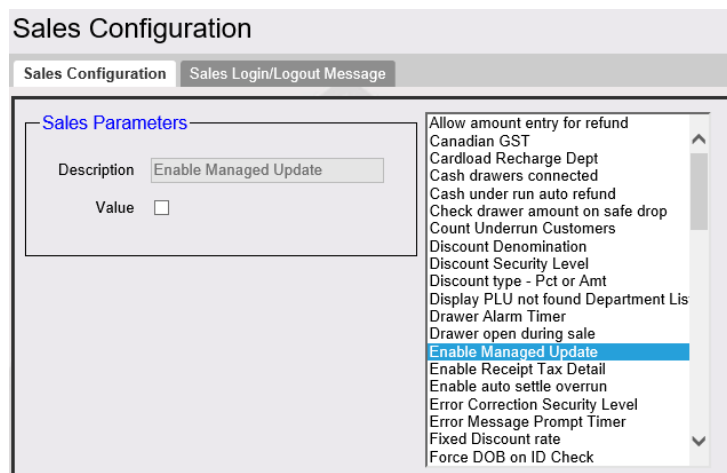 Sales Configuration
Sales Configuration
Sales Login/Logout Message
Sales Parameters
Description
Enable Managed Update
Value
Allow amount entry for refund
Canadian GST
Cardload Recharge Dept
Cash drawers connected
Cash under run auto refund
Check drawer amount on safe drop
Count Underrun Customers
Discount Denomination
Discount Security Level
Discount type - Pct or Amt
Display PLU not found Department Lis
Drawer Alarm Timer
Drawer open during sale
Enable Managed Update
Enable Receipt Tax Detail
Enable auto settle overrun
Error Correction Security Level
Error Message Prompt Timer
Fixed Discount rate
Force DOB on ID Check